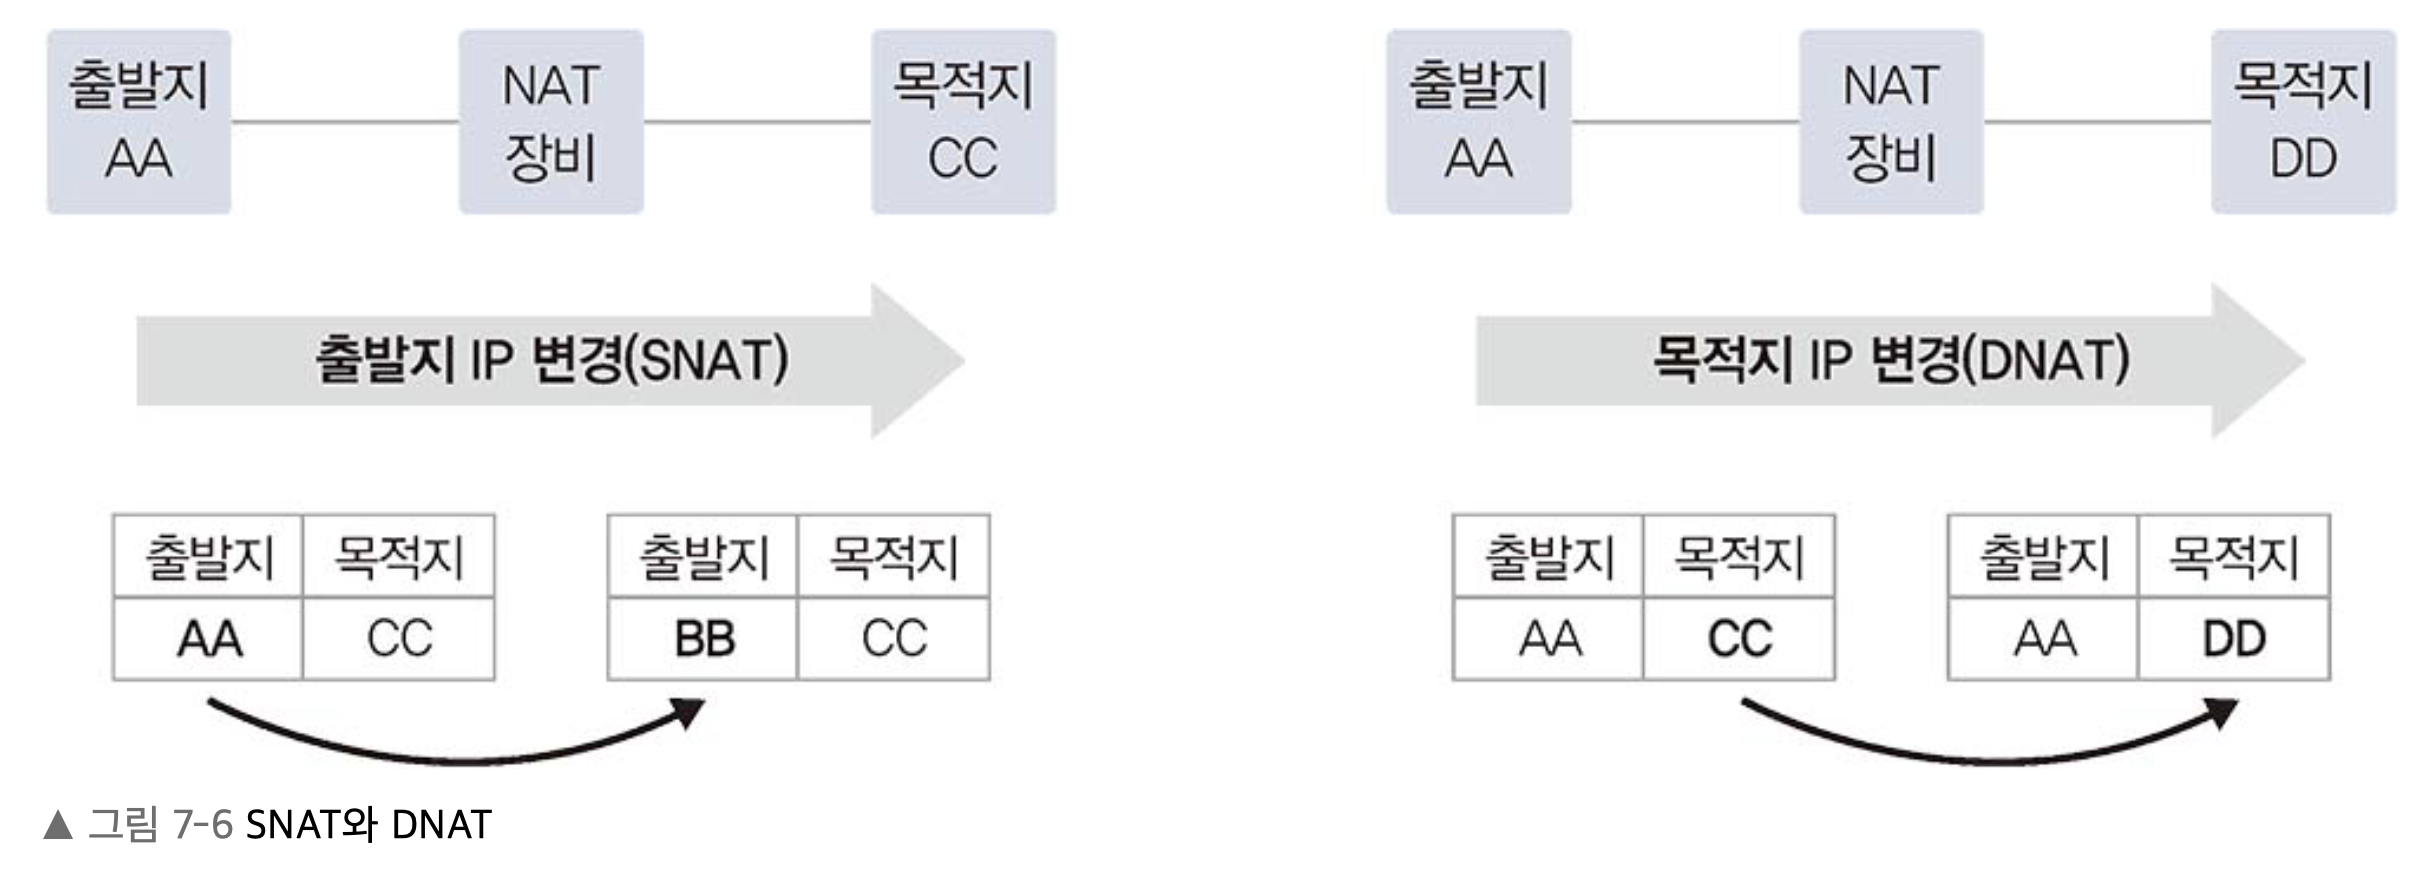 출발지
AA
NAT
장비
목적지
CC
출발지 IP 변경(SNAT)
출발지 목적지
AA CC
출발지 목적지
BB CC
출발지
AA
NAT
장비
목적지
DD
목적지 IP 변경(DNAT)
출발지 목적지
AA CC
출발지 목적지
AA DD
▲ 그림 7-6 SNAT와 DNAT